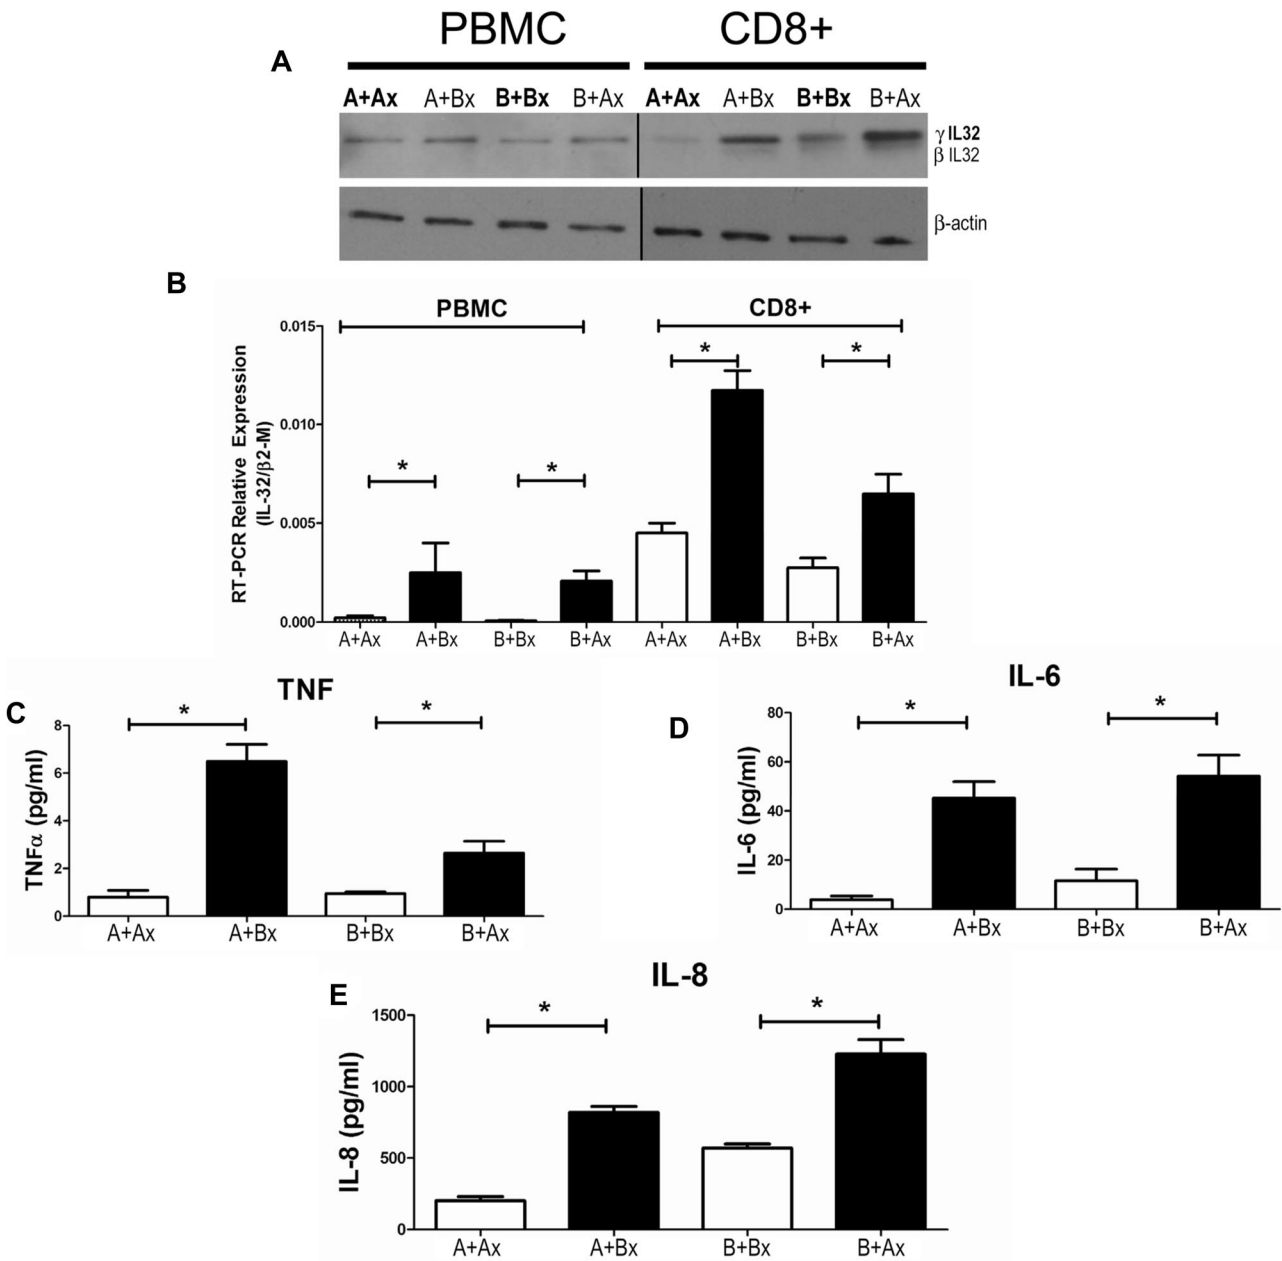 PBMC CD8+
A
A+Ax A+Bx B+Bx B+Ax A+Ax A+Bx B+Bx B+Ax
γ IL32
β IL32
β-actin
B
PBMC CD8+
RT-PCR Relative Expression
(IL-32/β2-M)
0.015
0.010
0.005
0.000
* * * *
A+Ax A+Bx B+Bx B+Ax A+Ax A+Bx B+Bx B+Ax
C
TNF
TNFα (pg/ml)
8
6
4
2
0
* *
A+Ax A+Bx B+Bx B+Ax
D
IL-6
IL-6 (pg/ml)
80
60
40
20
0
* *
A+Ax A+Bx B+Bx B+Ax
E
IL-8
IL-8 (pg/ml)
1500
1000
500
0
* *
A+Ax A+Bx B+Bx B+Ax